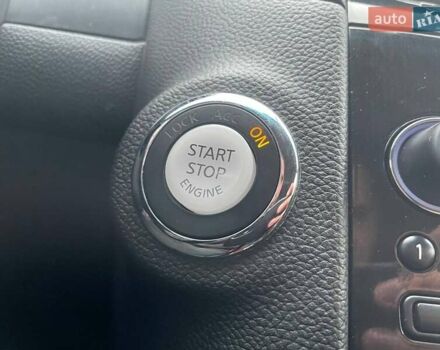 auto RIA
LOCK ACC ON
START
STOP
ENGINE
1